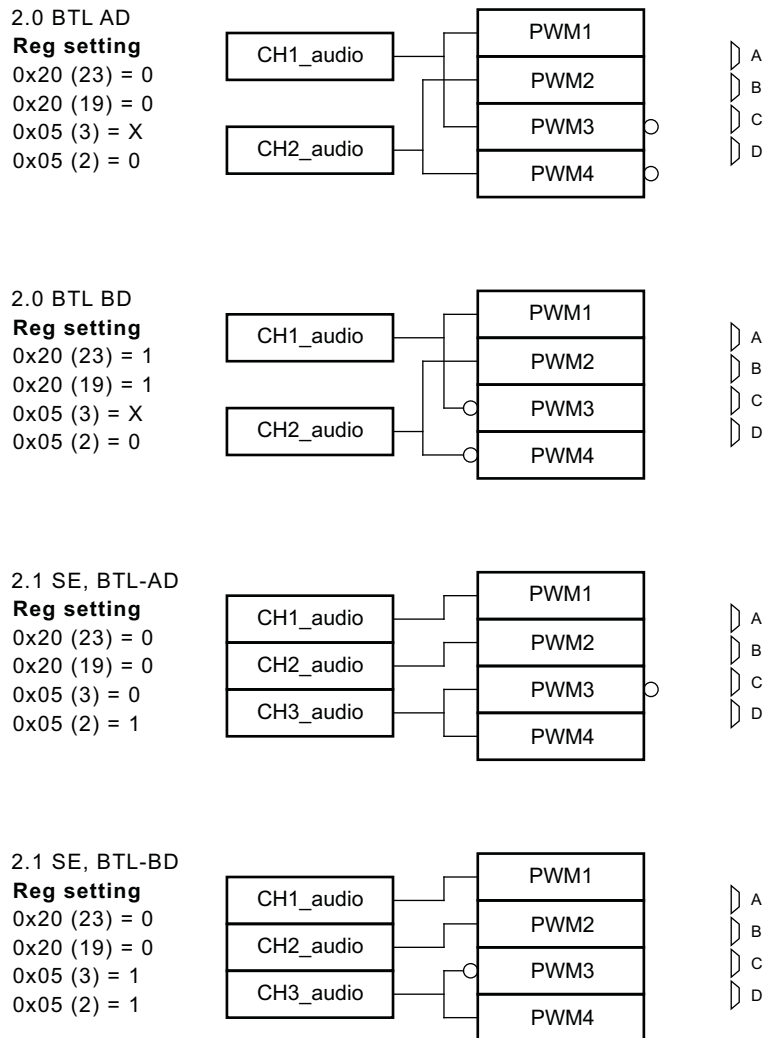 2.0 BTL AD
Reg setting
0x20 (23) = 0
0x20 (19) = 0
0x05 (3) = X
0x05 (2) = 0
CH1_audio
CH2_audio
PWM1
PWM2
PWM3
PWM4
A
B
C
D
2.0 BTL BD
Reg setting
0x20 (23) = 1
0x20 (19) = 1
0x05 (3) = X
0x05 (2) = 0
CH1_audio
CH2_audio
PWM1
PWM2
PWM3
PWM4
A
B
C
D
2.1 SE, BTL-AD
Reg setting
0x20 (23) = 0
0x20 (19) = 0
0x05 (3) = 0
0x05 (2) = 1
CH1_audio
CH2_audio
CH3_audio
PWM1
PWM2
PWM3
PWM4
A
B
C
D
2.1 SE, BTL-BD
Reg setting
0x20 (23) = 0
0x20 (19) = 0
0x05 (3) = 1
0x05 (2) = 1
CH1_audio
CH2_audio
CH3_audio
PWM1
PWM2
PWM3
PWM4
A
B
C
D